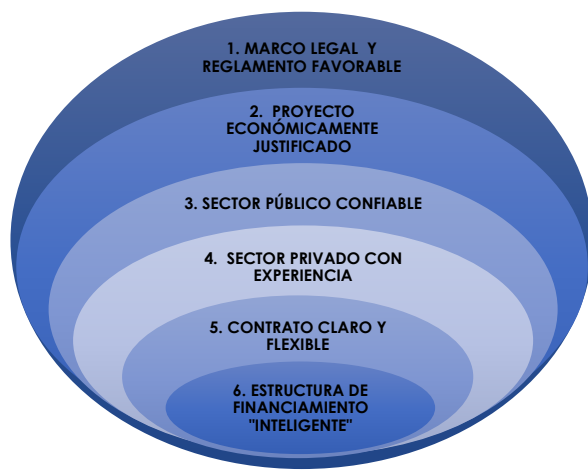 1. MARCO LEGAL Y
REGLAMENTO FAVORABLE
2. PROYECTO
ECONÓMICAMENTE
JUSTIFICADO
3. SECTOR PÚBLICO CONFIABLE
4. SECTOR PRIVADO CON
EXPERIENCIA
5. CONTRATO CLARO Y
FLEXIBLE
6. ESTRUCTURA DE
FINANCIAMIENTO
"INTELIGENTE"